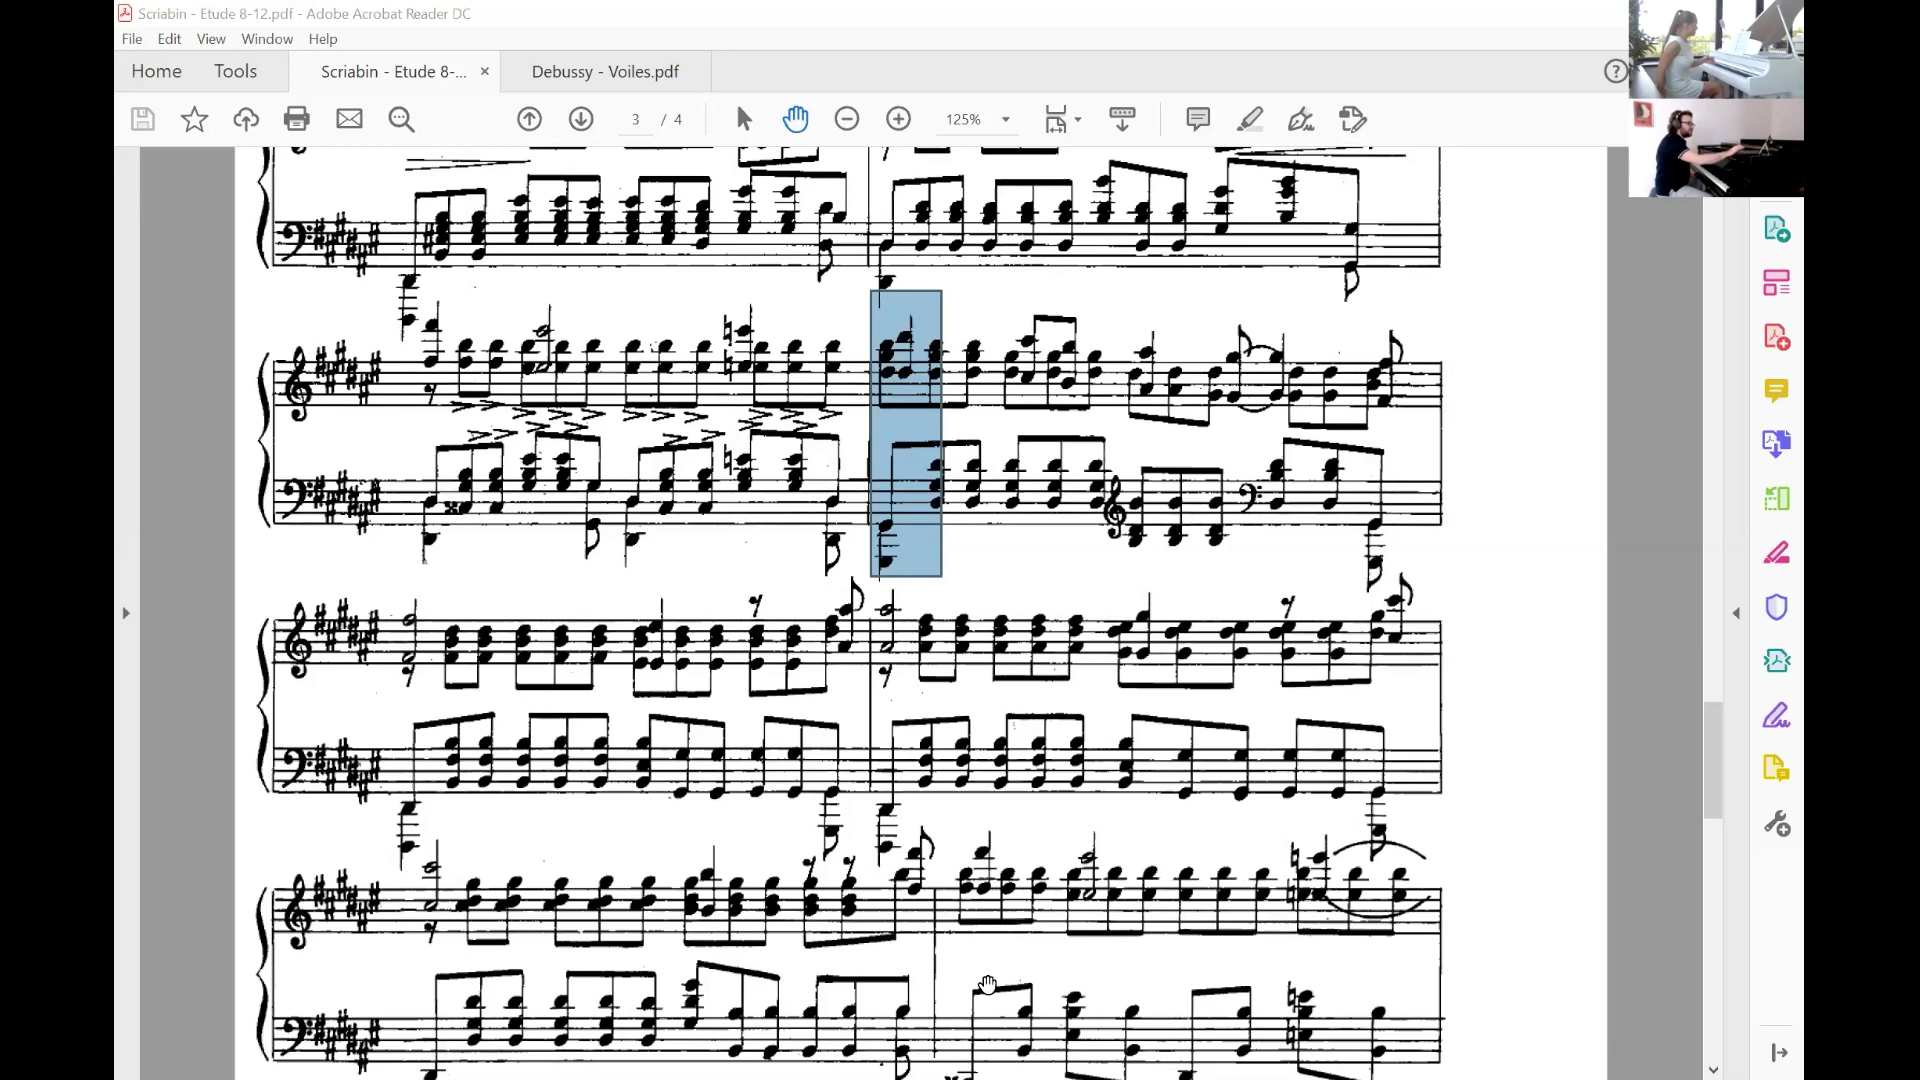 Scriabin - Etude 8-12.pdf - Adobe Acrobat Reader DC
File Edit View Window Help
Home Tools Scriabin - Etude 8-... × Debussy - Voiles.pdf ?
3 / 4 125%